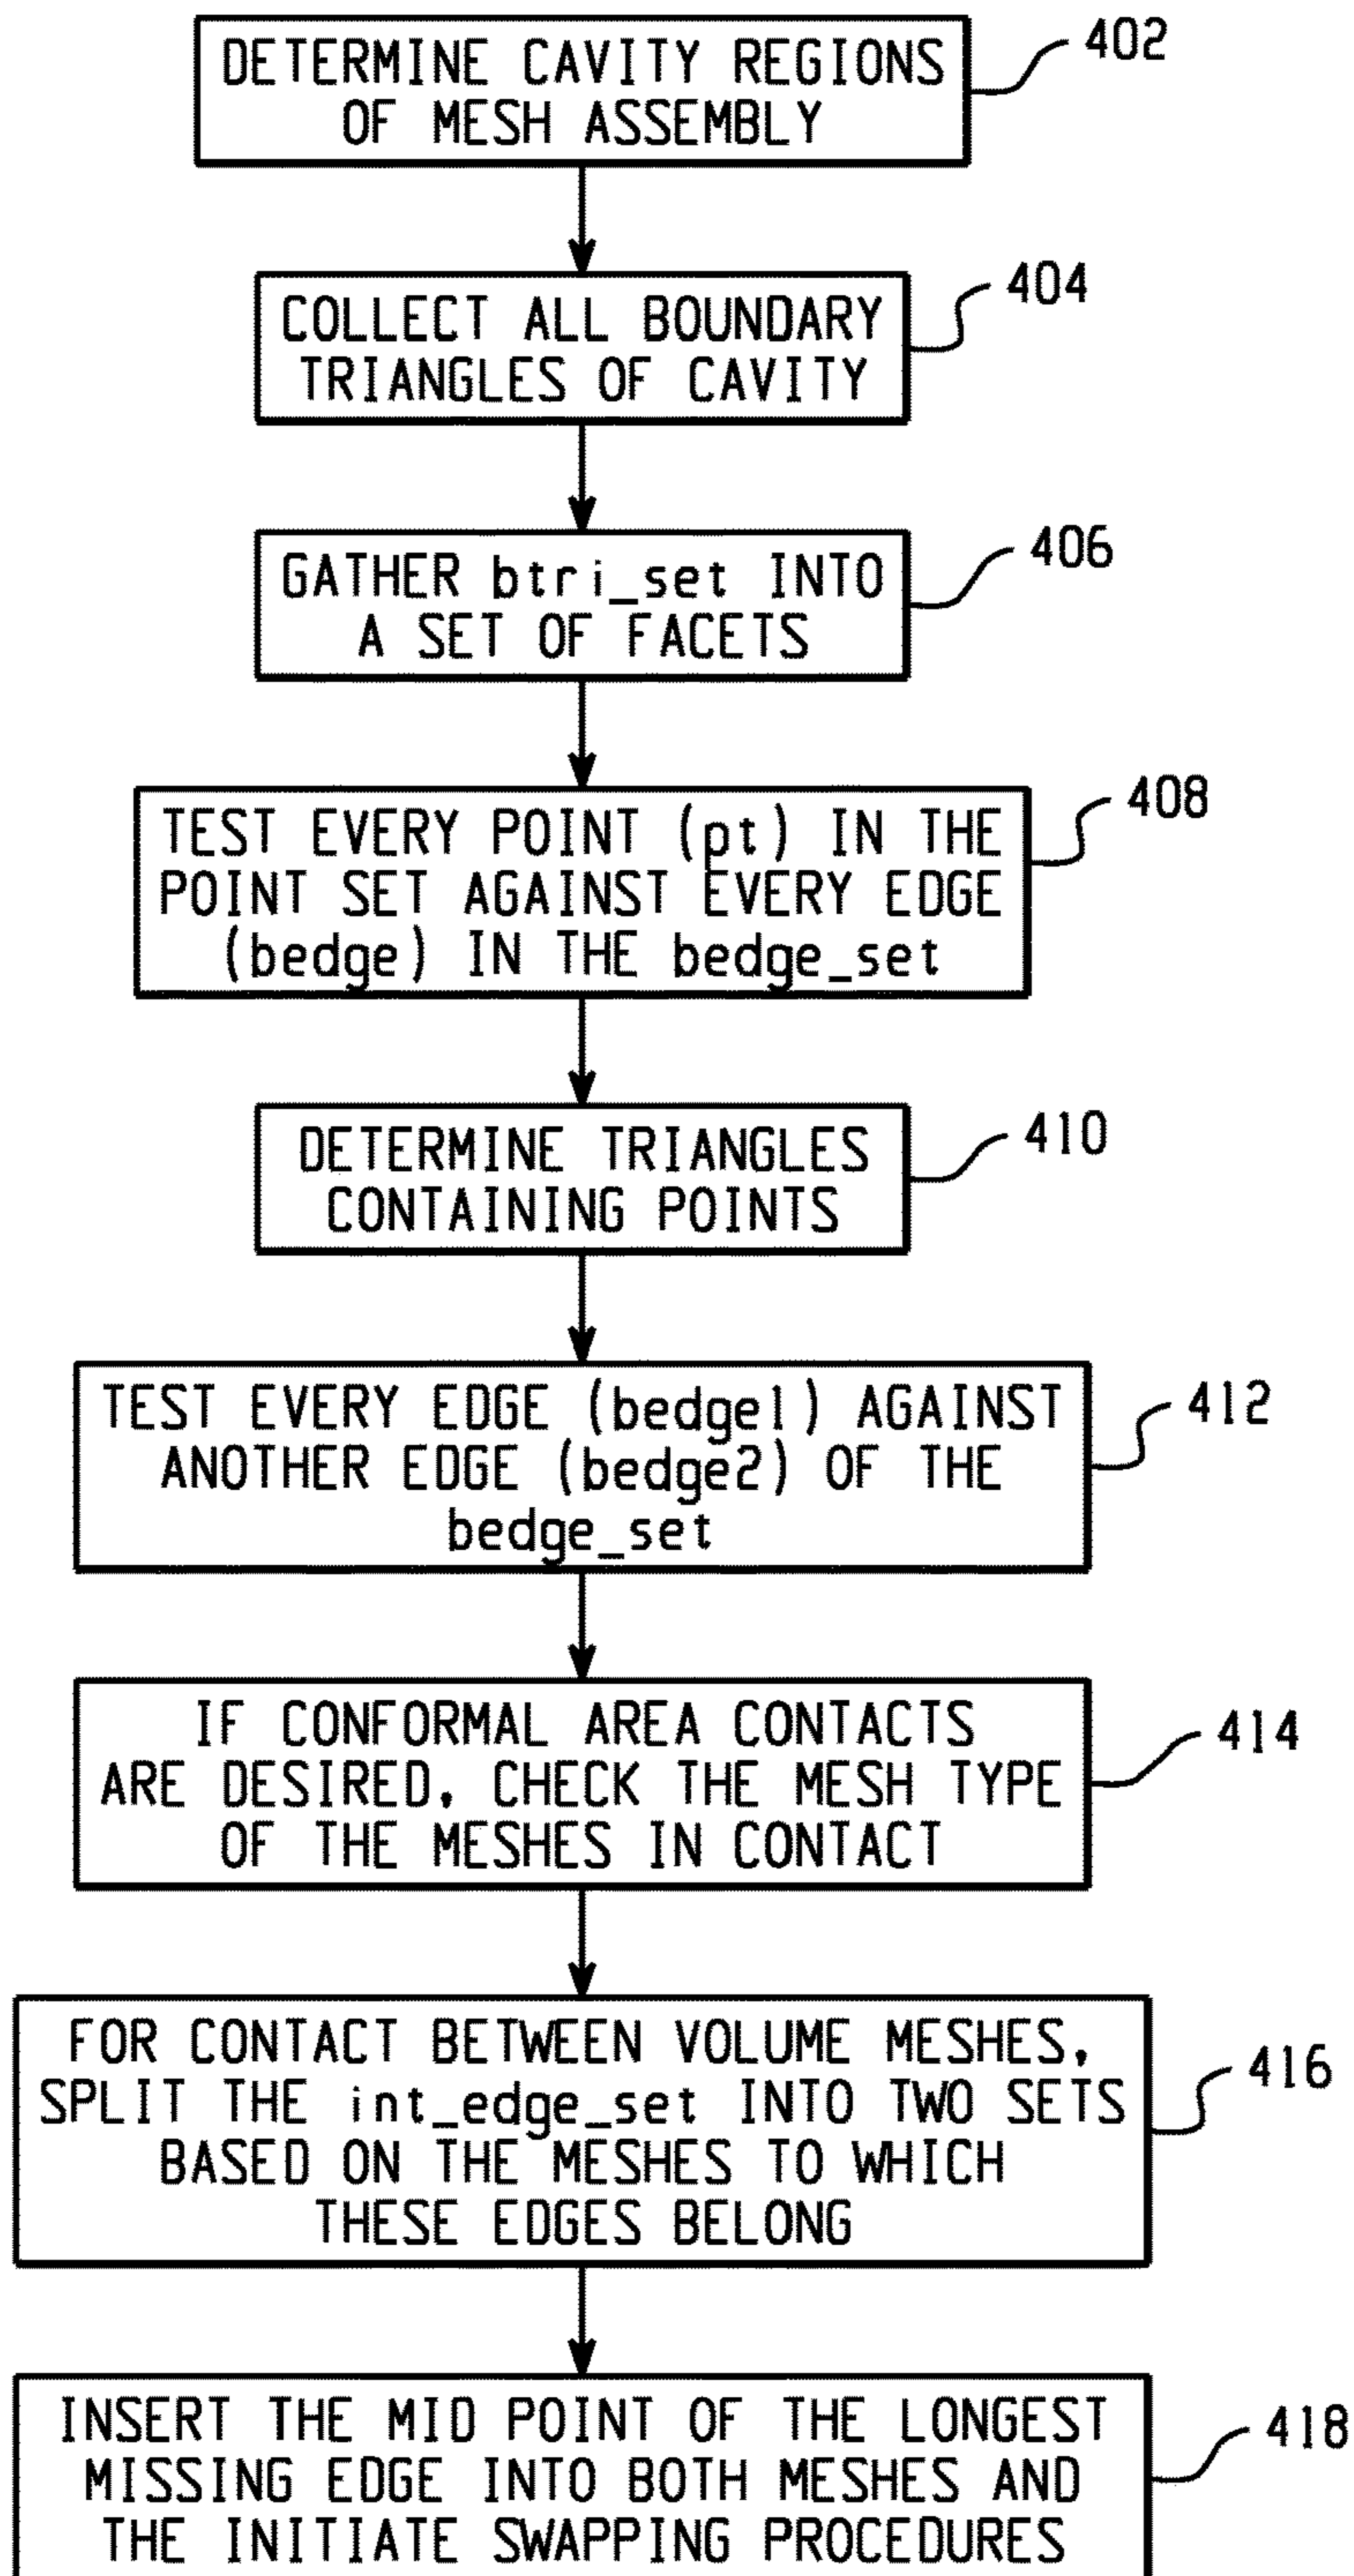 DETERMINE CAVITY REGIONS
OF MESH ASSEMBLY
402
COLLECT ALL BOUNDARY
TRIANGLES OF CAVITY
404
GATHER btri_set INTO
A SET OF FACETS
406
TEST EVERY POINT (pt) IN THE
POINT SET AGAINST EVERY EDGE
(bedge) IN THE bedge_set
408
DETERMINE TRIANGLES
CONTAINING POINTS
410
TEST EVERY EDGE (bedge1) AGAINST
ANOTHER EDGE (bedge2) OF THE
bedge_set
412
IF CONFORMAL AREA CONTACTS
ARE DESIRED, CHECK THE MESH TYPE
OF THE MESHES IN CONTACT
414
FOR CONTACT BETWEEN VOLUME MESHES,
SPLIT THE int_edge_set INTO TWO SETS
BASED ON THE MESHES TO WHICH
THESE EDGES BELONG
416
INSERT THE MID POINT OF THE LONGEST
MISSING EDGE INTO BOTH MESHES AND
THE INITIATE SWAPPING PROCEDURES
418